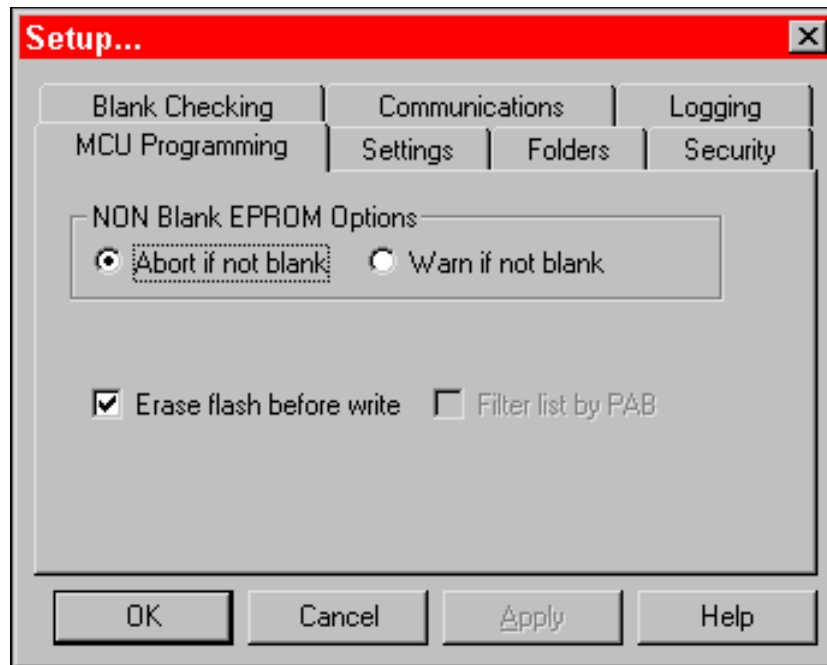 Setup...
Blank Checking Communications Logging
MCU Programming Settings Folders Security
NON Blank EPROM Options
Abort if not blank Warn if not blank
Erase flash before write Filter list by PAB
OK Cancel Apply Help